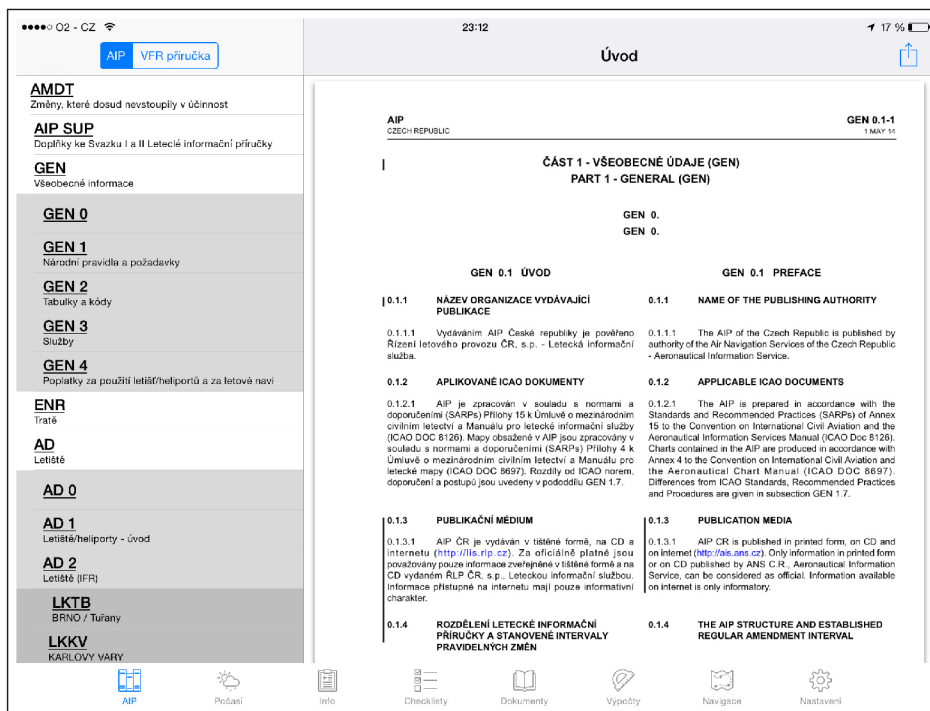 O2 - CZ
23:12
17 %
AIP
VFR příručka
Úvod
AMDT
Změny, které dosud nevstoupily v účinnost
AIP SUP
Doplňky ke Svazku I a II Leteclé informační příručky
GEN
Všeobecné informace
GEN 0
GEN 1
Národní pravidla a požadavky
GEN 2
Tabulky a kódy
GEN 3
Služby
GEN 4
Poplatky za použití letišť/heliportů a za letové navi...
ENR
Tratě
AD
Letiště
AD 0
AD 1
Letiště/heliporty - úvod
AD 2
Letiště (IFR)
LKTB
BRNO / Tuřany
LKKV
KARLOVY VARY
AIP
CZECH REPUBLIC
GEN 0.1-1
1 MAY 14
ČÁST 1 - VŠEOBECNÉ ÚDAJE (GEN)
PART 1 - GENERAL (GEN)
GEN 0.
GEN 0.
GEN 0.1 ÚVOD
0.1.1 NÁZEV ORGANIZACE VYDÁVAJÍCÍ
PUBLIKACE
0.1.1.1 Vydáváním AIP České republiky je pověřeno
Řízení letového provozu ČR, s.p. - Letecká informační
služba.
0.1.2 APLIKOVANÉ ICAO DOKUMENTY
0.1.2.1 AIP je zpracován v souladu s normami a
doporučeními (SARPs) Přílohy 15 k Úmluvě o mezinárodním
civilním letectví a Manuálu pro letecké informační služby
(ICAO DOC 8126). Mapy obsažené v AIP jsou zpracovány v
souladu s normami a doporučeními (SARPs) Přílohy 4 k
Úmluvě o mezinárodním civilním letectví a Manuálu pro
letecké mapy (ICAO DOC 8697). Rozdíly od ICAO norem,
doporučení a postupů jsou uvedeny v pododdílu GEN 1.7.
0.1.3 PUBLIKAČNÍ MÉDIUM
0.1.3.1 AIP ČR je vydáván v tištěné formě, na CD a
internetu (http://lis.rlp.cz). Za oficiálně platné jsou
považovány pouze informace zveřejněné v tištěné formě a na
CD vydaném ŘLP ČR, s.p., Leteckou informační službou.
Informace přístupné na internetu mají pouze informativní
charakter.
0.1.4 ROZDĚLENÍ LETECKÉ INFORMAČNÍ
PŘÍRUČKY A STANOVENÉ INTERVALY
PRAVIDELNÝCH ZMĚN
GEN 0.1 PREFACE
0.1.1 NAME OF THE PUBLISHING AUTHORITY
0.1.1.1 The AIP of the Czech Republic is published by
authority of the Air Navigation Services of the Czech Republic
- Aeronautical Information Service.
0.1.2 APPLICABLE ICAO DOCUMENTS
0.1.2.1 The AIP is prepared in accordance with the
Standards and Recommended Practices (SARPs) of Annex
15 to the Convention on International Civil Aviation and the
Aeronautical Information Services Manual (ICAO Doc 8126).
Charts contained in the AIP are produced in accordance with
Annex 4 to the Convention on International Civil Aviation and
the Aeronautical Chart Manual (ICAO DOC 8697).
Differences from ICAO Standards, Recommended Practices
and Procedures are given in subsection GEN 1.7.
0.1.3 PUBLICATION MEDIA
0.1.3.1 AIP CR is published in printed form, on CD and
on internet (http://ais.ans.cz). Only information in printed form
or on CD published by ANS C.R., Aeronautical Information
Service, can be considered as official. Information available
on internet is only informatory.
0.1.4 THE AIP STRUCTURE AND ESTABLISHED
REGULAR AMENDMENT INTERVAL
AIP
Počasí
Info
Checklisty
Dokumenty
Výpočty
Navigace
Nastavení